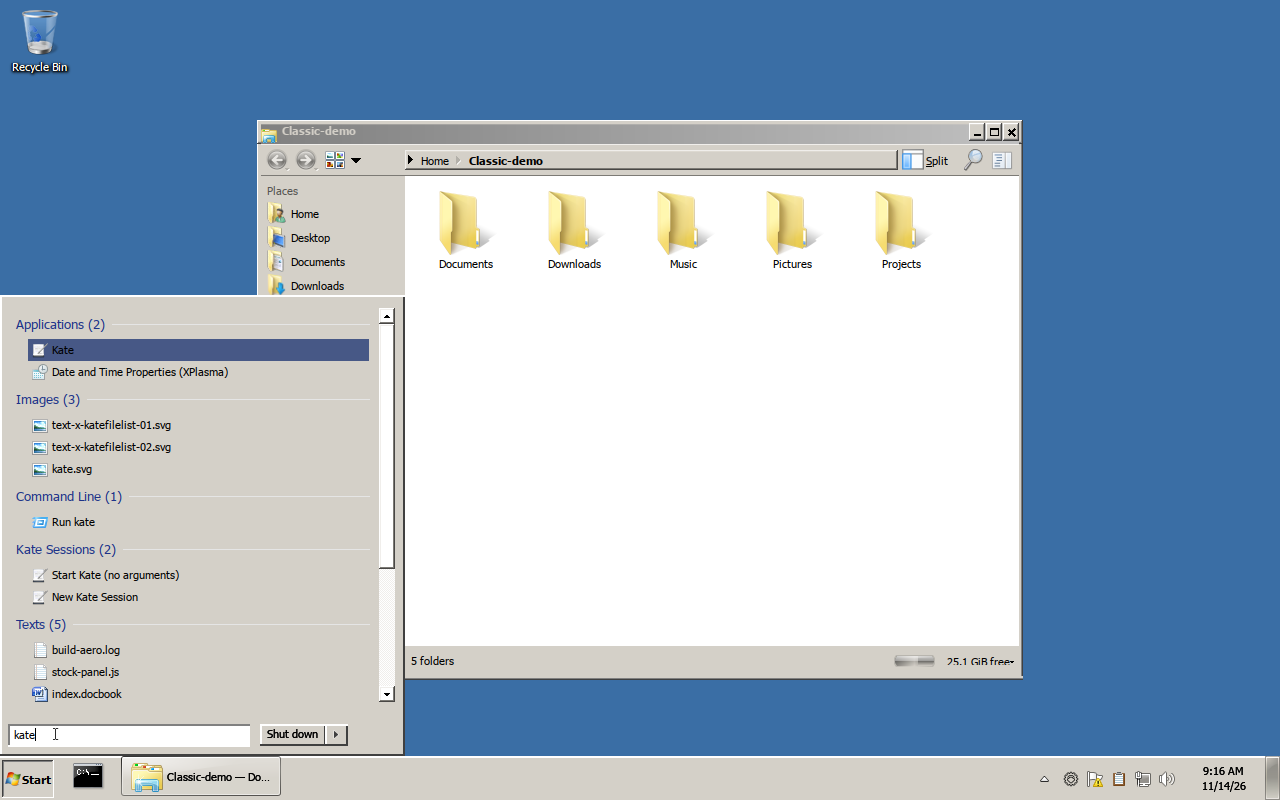 Recycle Bin
Classic-demo
Home
Classic-demo
Split
Places
Home
Desktop
Documents
Downloads
Documents
Downloads
Music
Pictures
Projects
5 folders
25.1 GiB free
Applications (2)
Kate
Date and Time Properties (XPlasma)
Images (3)
text-x-katefilelist-01.svg
text-x-katefilelist-02.svg
kate.svg
Command Line (1)
Run kate
Kate Sessions (2)
Start Kate (no arguments)
New Kate Session
Texts (5)
build-aero.log
stock-panel.js
index.docbook
kate
Shut down
Start
C:\
Classic-demo — Do...
9:16 AM
11/14/26